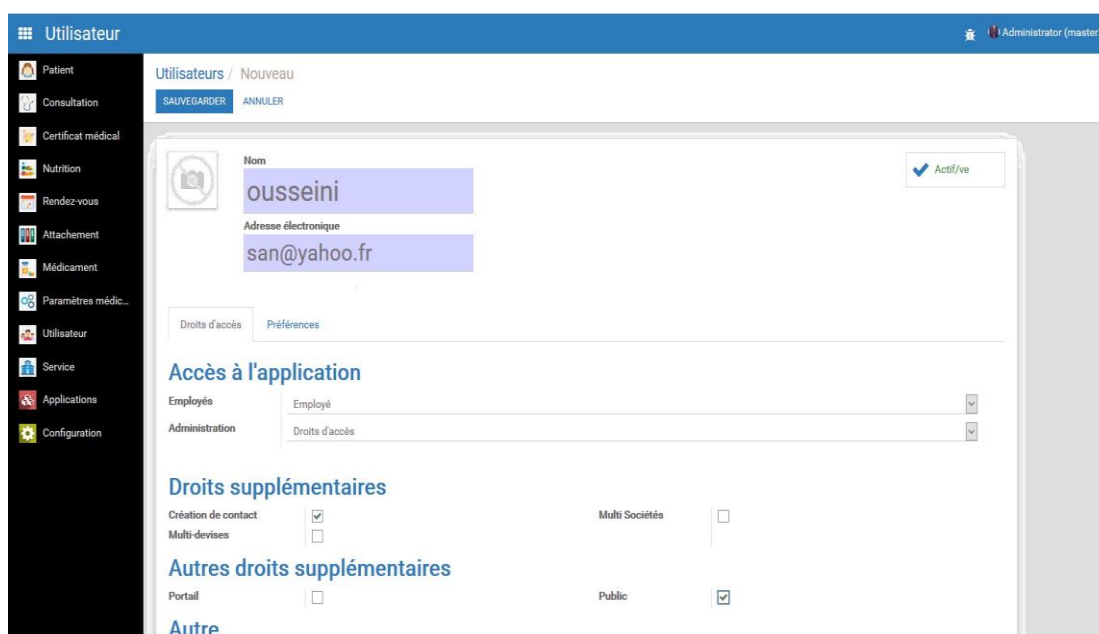 Utilisateur
Administrator (master)
Patient
Consultation
Certificat médical
Nutrition
Rendez-vous
Attachement
Médicament
Paramètres médic...
Utilisateur
Service
Applications
Configuration
Utilisateurs / Nouveau
SAUVEGARDER ANNULER
Nom
ousseini
Actif/ve
Adresse électronique
san@yahoo.fr
Droits d'accès Préférences
Accès à l'application
Employés Employé
Administration Droits d'accès
Droits supplémentaires
Création de contact Multi Sociétés
Multi-devises
Autres droits supplémentaires
Portail Public
Autre